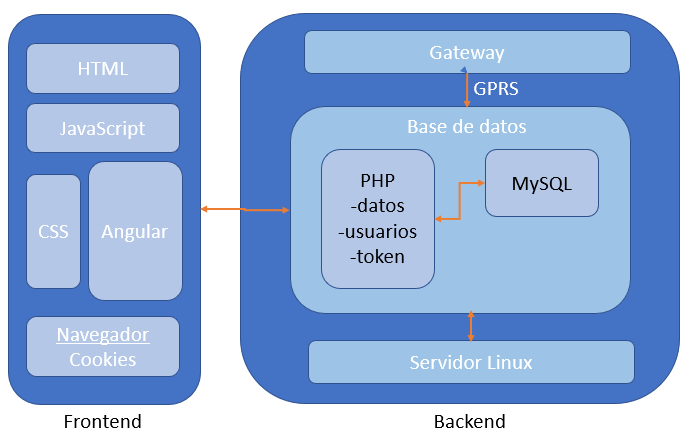 HTML
JavaScript
CSS
Angular
Navegador
Cookies
Frontend
Gateway
GPRS
Base de datos
PHP
-datos
-usuarios
-token
MySQL
Servidor Linux
Backend